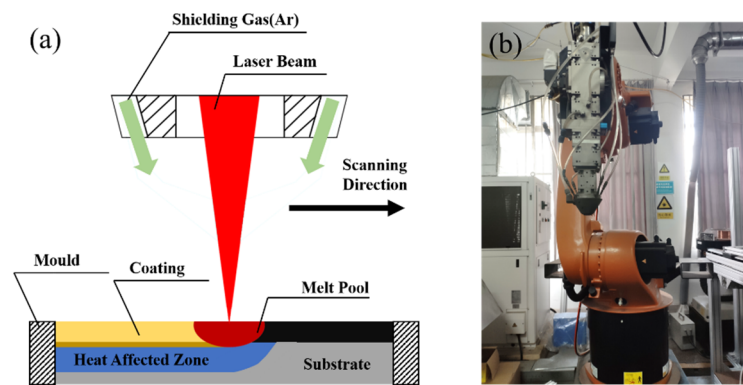 (a)
Shielding Gas(Ar)
Laser Beam
Scanning
Direction
Mould
Coating
Melt Pool
Heat Affected Zone
Substrate
(b)